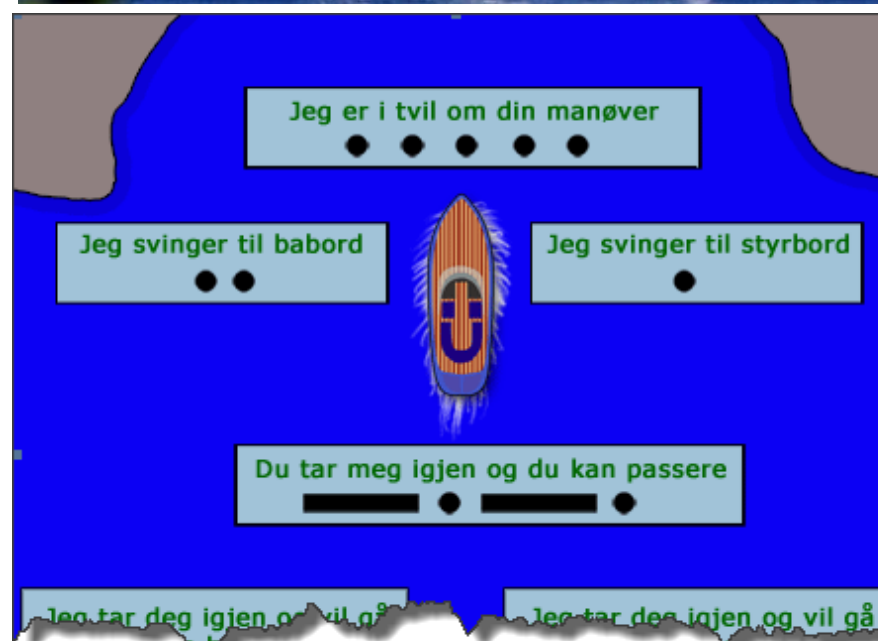 Jeg er i tvil om din manøver
Jeg svinger til babord
Jeg svinger til styrbord
Du tar meg igjen og du kan passere
Jeg tar deg igjen og vil gå
Jeg tar deg igjen og vil gå